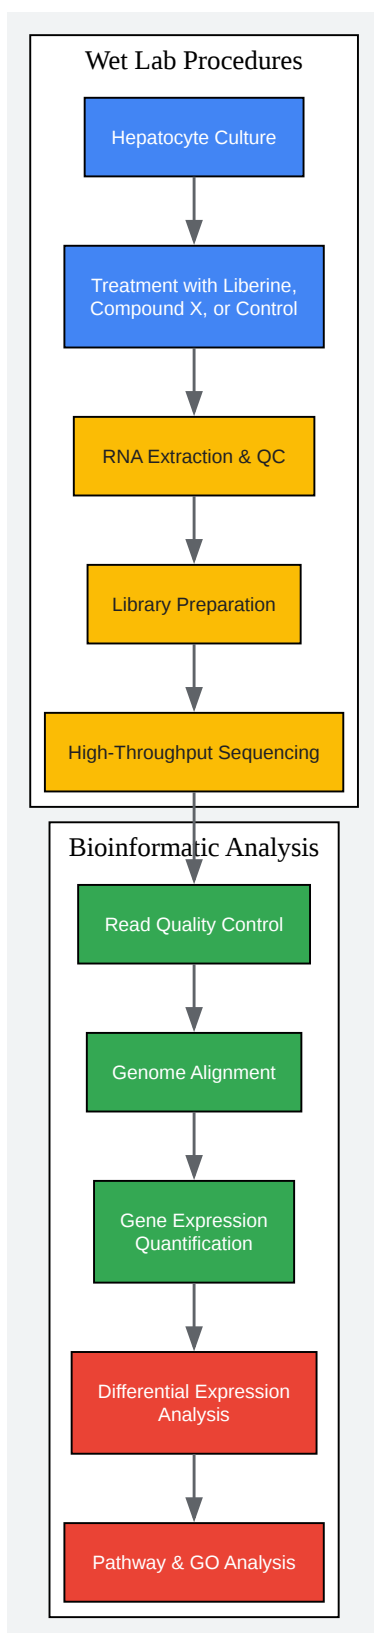 Wet Lab Procedures
Hepatocyte Culture
Treatment with Liberine,
Compound X, or Control
RNA Extraction & QC
Library Preparation
High-Throughput Sequencing
Bioinformatic Analysis
Read Quality Control
Genome Alignment
Gene Expression
Quantification
Differential Expression
Analysis
Pathway & GO Analysis